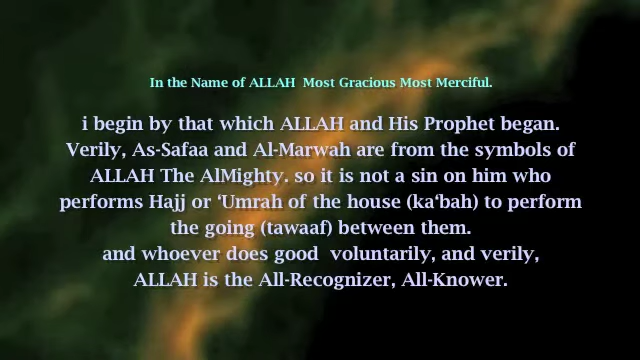 In the Name of ALLAH  Most Gracious Most Merciful.
i begin by that which ALLAH and His Prophet began.
Verily, As-Safaa and Al-Marwah are from the symbols of
ALLAH The AlMighty. so it is not a sin on him who
performs Hajj or ‘Umrah of the house (ka‘bah) to perform
the going (tawaaf) between them.
and whoever does good  voluntarily, and verily,
ALLAH is the All-Recognizer, All-Knower.